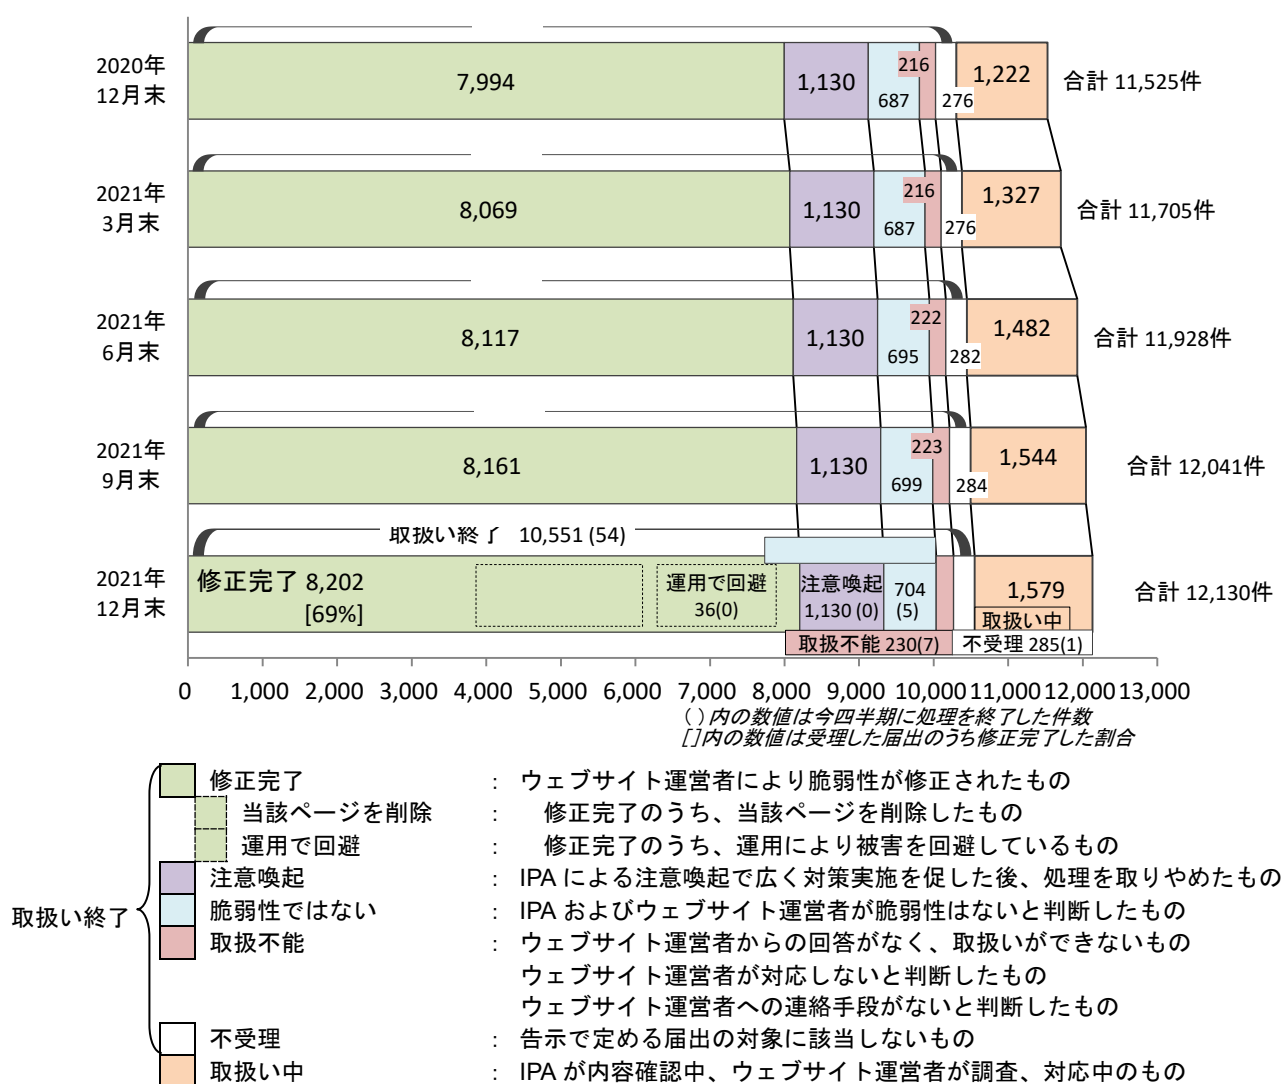 2020年
12月末
7,994
1,130
687
216
276
1,222
合計 11,525件
2021年
3月末
8,069
1,130
687
216
276
1,327
合計 11,705件
2021年
6月末
8,117
1,130
695
222
282
1,482
合計 11,928件
2021年
9月末
8,161
1,130
699
223
284
1,544
合計 12,041件
取扱い終了 10,551 (54)
2021年
12月末
修正完了 8,202
[69%]
運用で回避
36(0)
注意喚起
1,130 (0)
704
(5)
1,579
取扱い中
合計 12,130件
取扱不能 230(7)
不受理 285(1)
0 1,000 2,000 3,000 4,000 5,000 6,000 7,000 8,000 9,000 10,000 11,000 12,000 13,000
( )内の数値は今四半期に処理を終了した件数
[]内の数値は受理した届出のうち修正完了した割合
取扱い終了
修正完了 : ウェブサイト運営者により脆弱性が修正されたもの
当該ページを削除 : 修正完了のうち、当該ページを削除したもの
運用で回避 : 修正完了のうち、運用により被害を回避しているもの
注意喚起 : IPA による注意喚起で広く対策実施を促した後、処理を取りやめたもの
脆弱性ではない : IPA およびウェブサイト運営者が脆弱性はないと判断したもの
取扱不能 : ウェブサイト運営者からの回答がなく、取扱いができないもの
ウェブサイト運営者が対応しないと判断したもの
ウェブサイト運営者への連絡手段がないと判断したもの
不受理 : 告示で定める届出の対象に該当しないもの
取扱い中 : IPA が内容確認中、ウェブサイト運営者が調査、対応中のもの